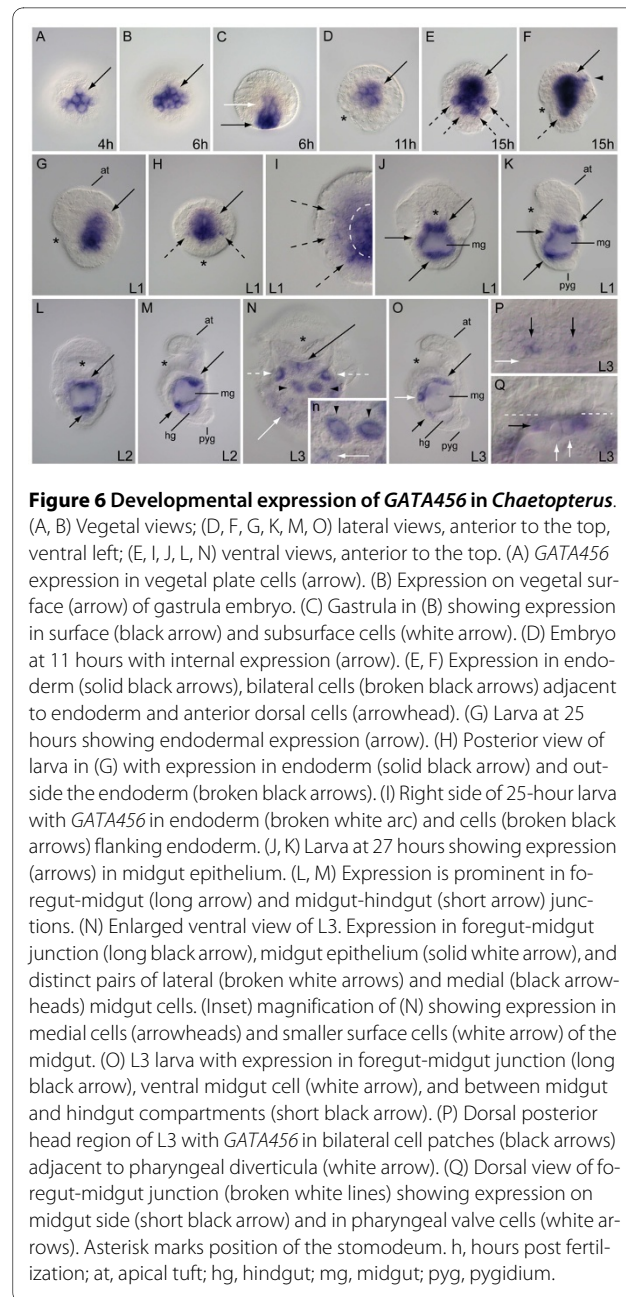 A B C D E F
4h 6h 6h 11h 15h 15h
G at H I J K at
mg mg
L1 L1 L1 L1 pyg L1
L M at N O at P
L3
mg mg Q
hg hg
L2 pyg L2 L3 n pyg L3 L3
Figure 6 Developmental expression of GATA456 in Chaetopterus.
(A, B) Vegetal views; (D, F, G, K, M, O) lateral views, anterior to the top,
ventral left; (E, I, J, L, N) ventral views, anterior to the top. (A) GATA456
expression in vegetal plate cells (arrow). (B) Expression on vegetal sur-
face (arrow) of gastrula embryo. (C) Gastrula in (B) showing expression
in surface (black arrow) and subsurface cells (white arrow). (D) Embryo
at 11 hours with internal expression (arrow). (E, F) Expression in endo-
derm (solid black arrows), bilateral cells (broken black arrows) adjacent
to endoderm and anterior dorsal cells (arrowhead). (G) Larva at 25
hours showing endodermal expression (arrow). (H) Posterior view of
larva in (G) with expression in endoderm (solid black arrow) and out-
side the endoderm (broken black arrows). (I) Right side of 25-hour larva
with GATA456 in endoderm (broken white arc) and cells (broken black
arrows) flanking endoderm. (J, K) Larva at 27 hours showing expression
(arrows) in midgut epithelium. (L, M) Expression is prominent in fo-
regut-midgut (long arrow) and midgut-hindgut (short arrow) junc-
tions. (N) Enlarged ventral view of L3. Expression in foregut-midgut
junction (long black arrow), midgut epithelium (solid white arrow), and
distinct pairs of lateral (broken white arrows) and medial (black arrow-
heads) midgut cells. (Inset) magnification of (N) showing expression in
medial cells (arrowheads) and smaller surface cells (white arrow) of the
midgut. (O) L3 larva with expression in foregut-midgut junction (long
black arrow), ventral midgut cell (white arrow), and between midgut
and hindgut compartments (short black arrow). (P) Dorsal posterior
head region of L3 with GATA456 in bilateral cell patches (black arrows)
adjacent to pharyngeal diverticula (white arrow). (Q) Dorsal view of fo-
regut-midgut junction (broken white lines) showing expression on
midgut side (short black arrow) and in pharyngeal valve cells (white ar-
rows). Asterisk marks position of the stomodeum. h, hours post fertil-
ization; at, apical tuft; hg, hindgut; mg, midgut; pyg, pygidium.